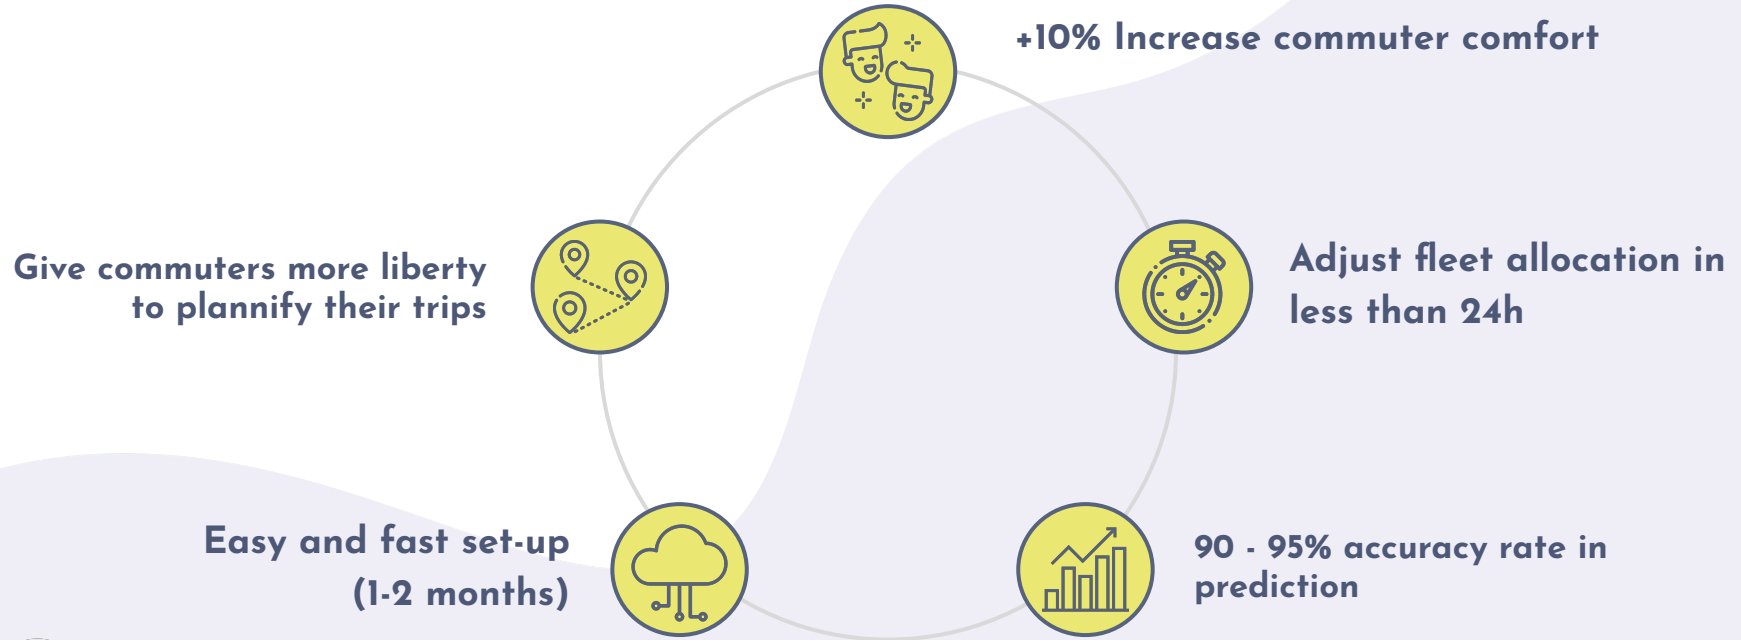 +10% Increase commuter comfort
Give commuters more liberty
to plannify their trips
Adjust fleet allocation in
less than 24h
Easy and fast set-up
(1-2 months)
90 - 95% accuracy rate in
prediction